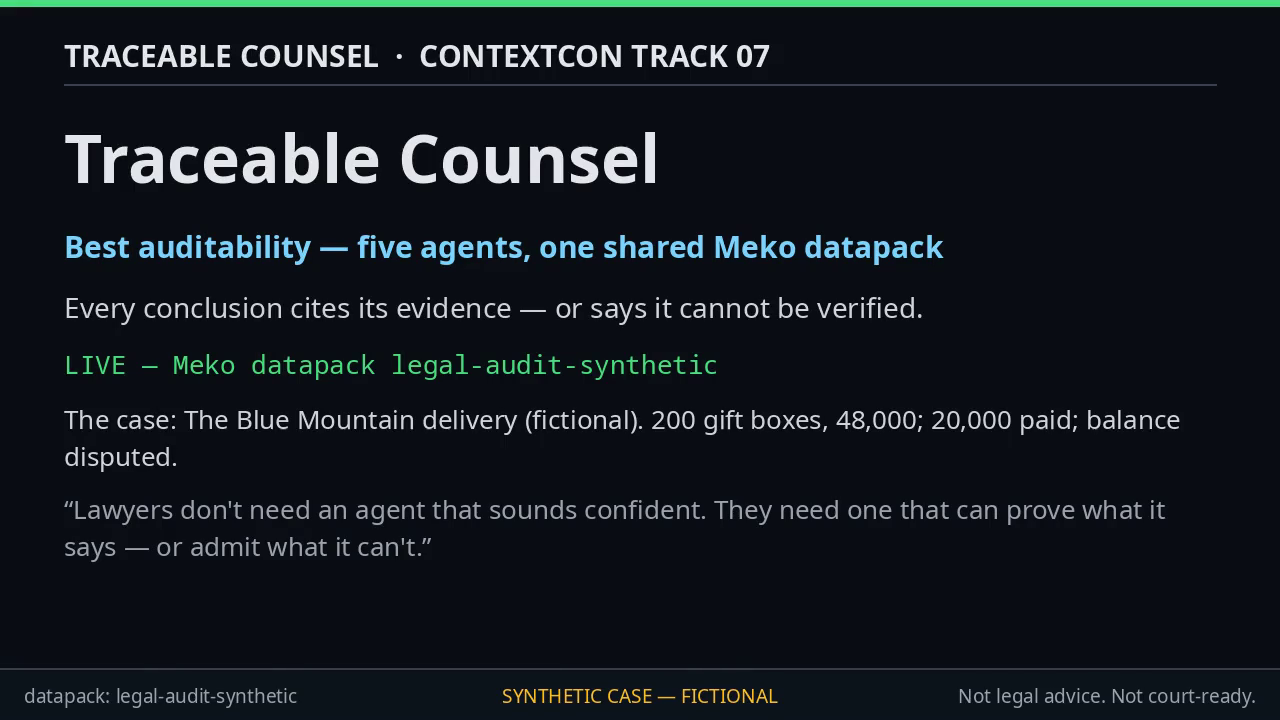 TRACEABLE COUNSEL · CONTEXTCON TRACK 07
Traceable Counsel
Best auditability — five agents, one shared Meko datapack
Every conclusion cites its evidence — or says it cannot be verified.
LIVE — Meko datapack legal-audit-synthetic
The case: The Blue Mountain delivery (fictional). 200 gift boxes, 48,000; 20,000 paid; balance
disputed.
“Lawyers don't need an agent that sounds confident. They need one that can prove what it
says — or admit what it can't.”
datapack: legal-audit-synthetic
SYNTHETIC CASE — FICTIONAL
Not legal advice. Not court-ready.